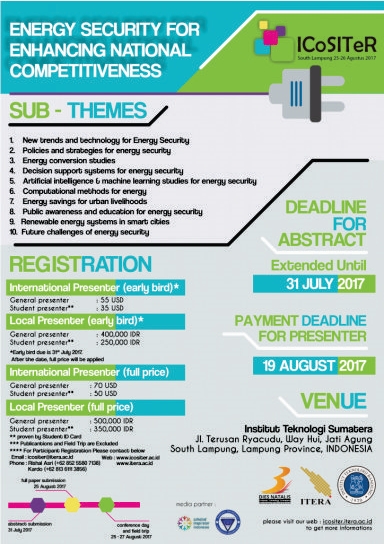 ENERGY SECURITY FOR
ENHANCING NATIONAL
COMPETITIVENESS
ICoSITeR
South Lampung 25-26 Agustus 2017
SUB - THEMES
1. New trends and technology for Energy Security
2. Policies and strategies for energy security
3. Energy conversion studies
4. Decision support systems for energy security
5. Artificial intelligence & machine learning studies for energy security
6. Computational methods for energy
7. Energy savings for urban livelihoods
8. Public awareness and education for energy security
9. Renewable energy systems in smart cities
10. Future challenges of energy security
DEADLINE
FOR
ABSTRACT
Extended Until
31 JULY 2017
REGISTRATION
International Presenter (early bird)*
General presenter : 55 USD
Student presenter** : 35 USD
Local Presenter (early bird)*
General presenter : 400,000 IDR
Student presenter** : 250,000 IDR
*Early bird due is 31st July 2017.
After the date, full price will be applied
International Presenter (full price)
General presenter : 70 USD
Student presenter** : 50 USD
Local Presenter (full price)
General presenter : 500,000 IDR
Student presenter** : 350,000 IDR
** proven by Student ID Card
*** Publicantions and Field Trip are Excluded
**** For Participants Registration Please contacts below
Email : icositer@itera.ac.id Web : www.icositer.ac.id
Phone : Rishal Asri (+62 852 5580 7138) www.itera.ac.id
PAYMENT DEADLINE
FOR PRESENTER
19 AUGUST 2017
VENUE
Institut Teknologi Sumatera
Jl. Terusan Ryacudu, Way Hui, Jati Agung
South Lampung, Lampung Province, INDONESIA
full paper submission
25 August 2017
abstrack submission
31 July 2017
conference day
and field trip
25 - 27 August 2017
media partner :
DIES NATALIS
ITERA
please visit our web : icositer.itera.ac.id
to get more informations